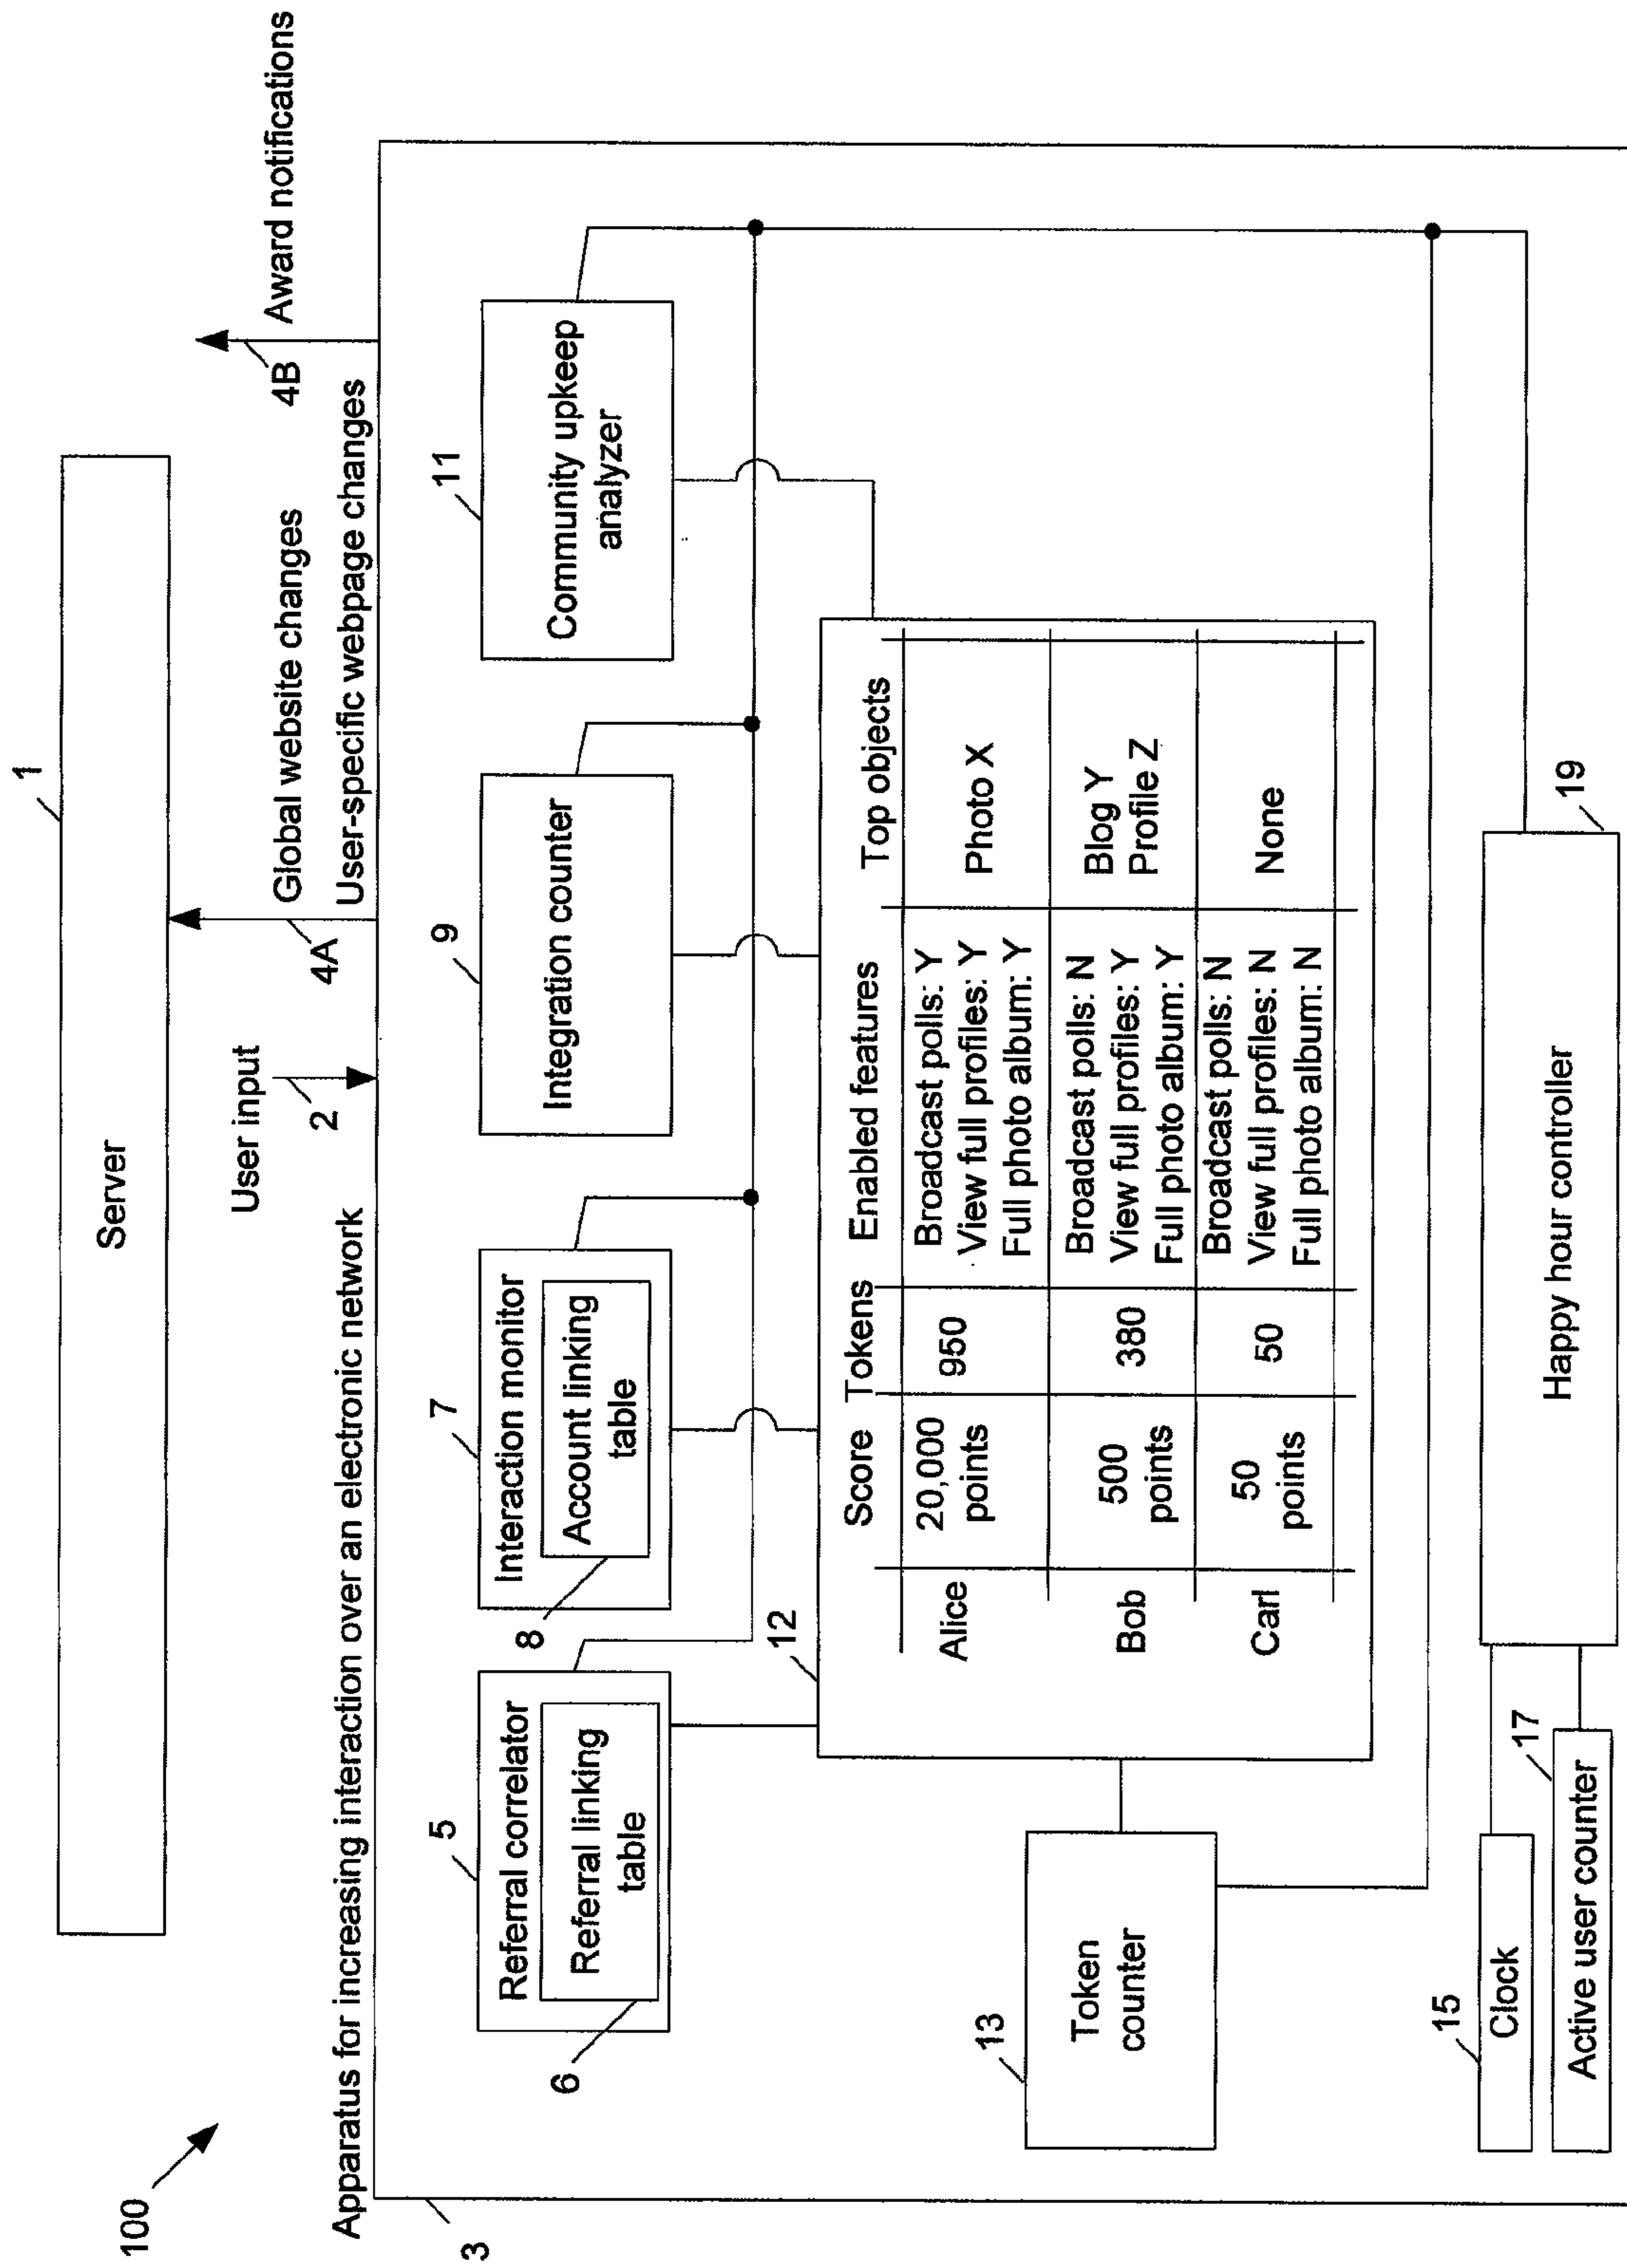 100
1
Server
User input
2
Global website changes
4A
User-specific webpage changes
Award notifications
4B
Apparatus for increasing interaction over an electronic network
3
5
Referral correlator
Referral linking
table
6
7
Interaction monitor
Account linking
table
8
9
Integration counter
11
Community upkeep
analyzer
12
Score Tokens Enabled features Top objects
Alice
20,000
points
950
Broadcast polls: Y
View full profiles: Y
Full photo album: Y
Photo X
Bob
500
points
380
Broadcast polls: N
View full profiles: Y
Full photo album: Y
Blog Y
Profile Z
Carl
50
points
50
Broadcast polls: N
View full profiles: N
Full photo album: N
None
13
Token
counter
15
Clock
17
Active user counter
19
Happy hour controller